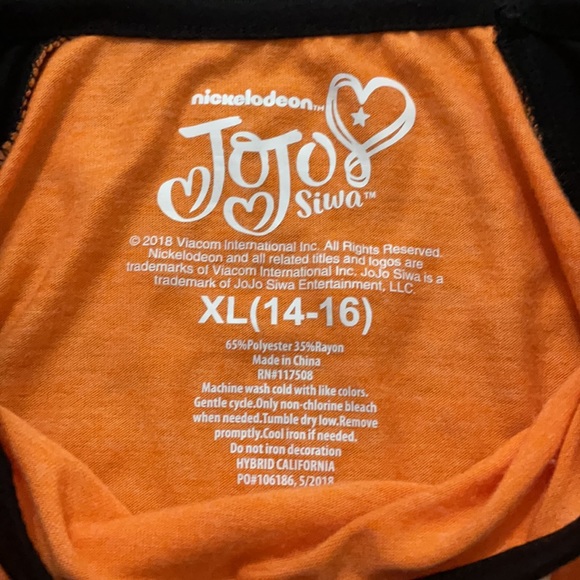 nickelodeon™
JoJo
Siwa™
© 2018 Viacom International Inc. All Rights Reserved.
Nickelodeon and all related titles and logos are
trademarks of Viacom International Inc. JoJo Siwa is a
trademark of JoJo Siwa Entertainment, LLC.
XL(14-16)
65%Polyester 35%Rayon
Made in China
RN#117508
Machine wash cold with like colors,
Gentle cycle.Only non-chlorine bleach
when needed.Tumble dry low.Remove
promptly.Cool iron if needed.
Do not iron decoration
HYBRID CALIFORNIA
PO#106186, 5/2018